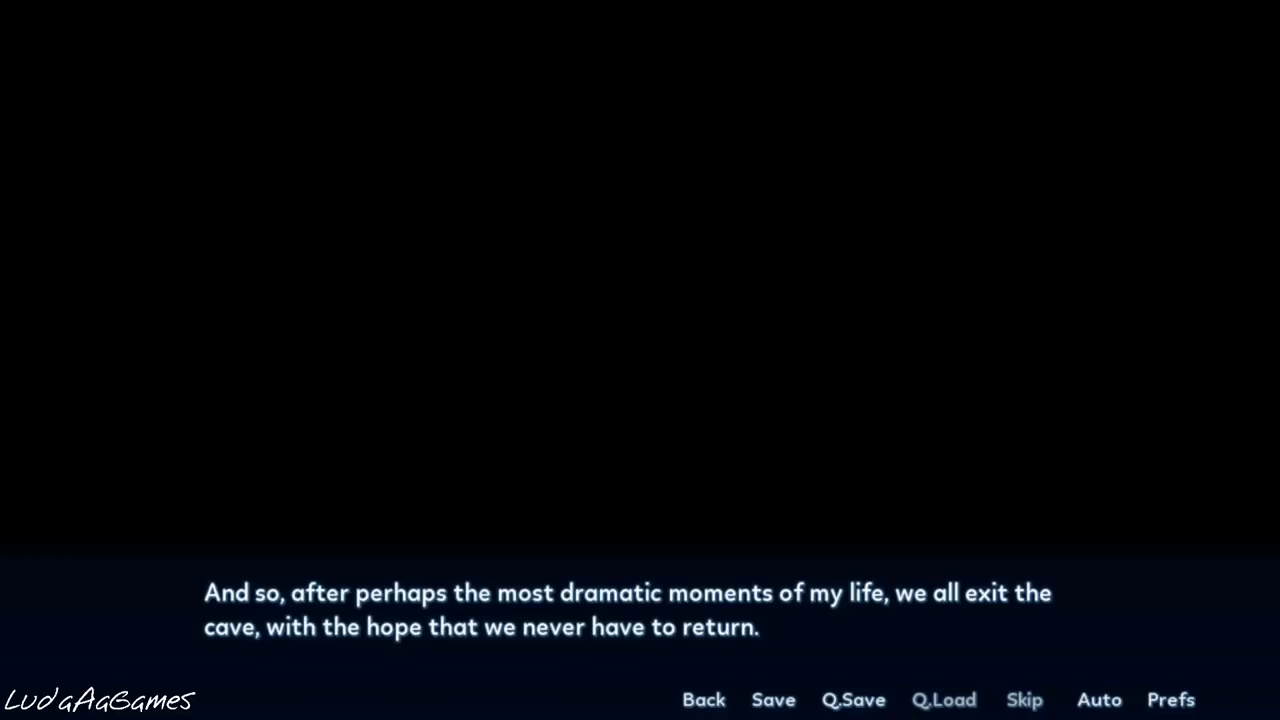 And so, after perhaps the most dramatic moments of my life, we all exit the
cave, with the hope that we never have to return.
LudaAaGames Back Save Q.Save Q.Load Skip Auto Prefs